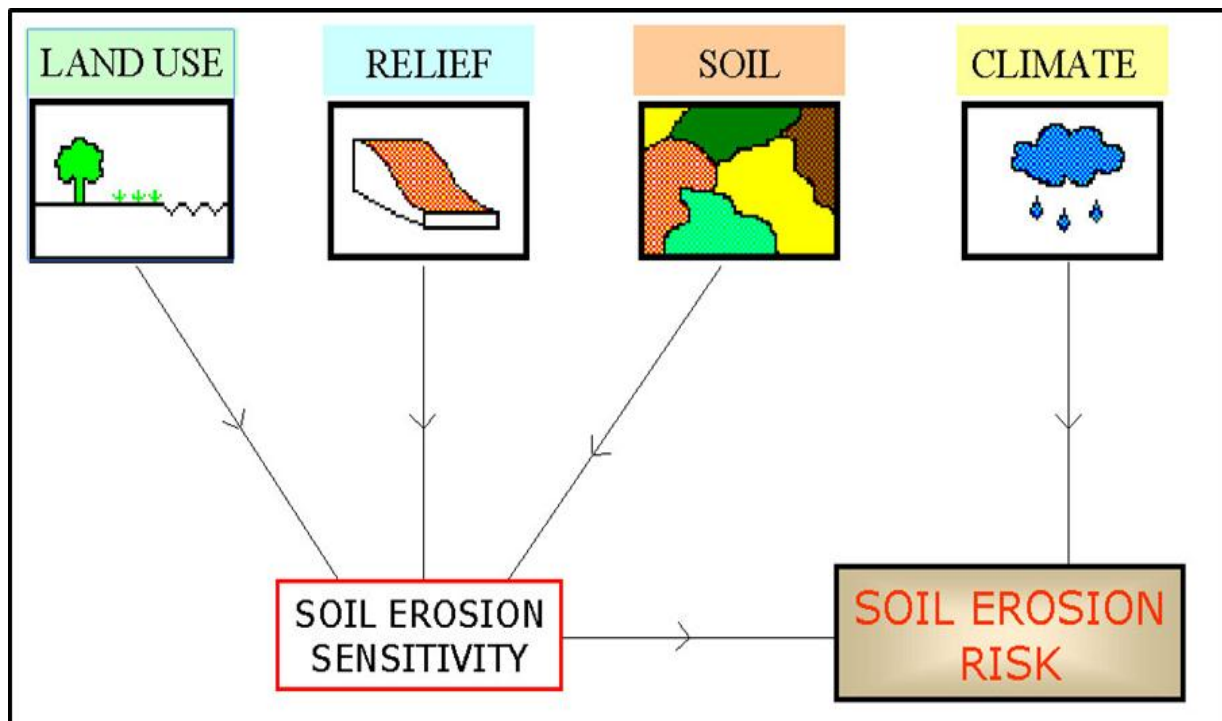 LAND USE
RELIEF
SOIL
CLIMATE
SOIL EROSION
SENSITIVITY
SOIL EROSION
RISK